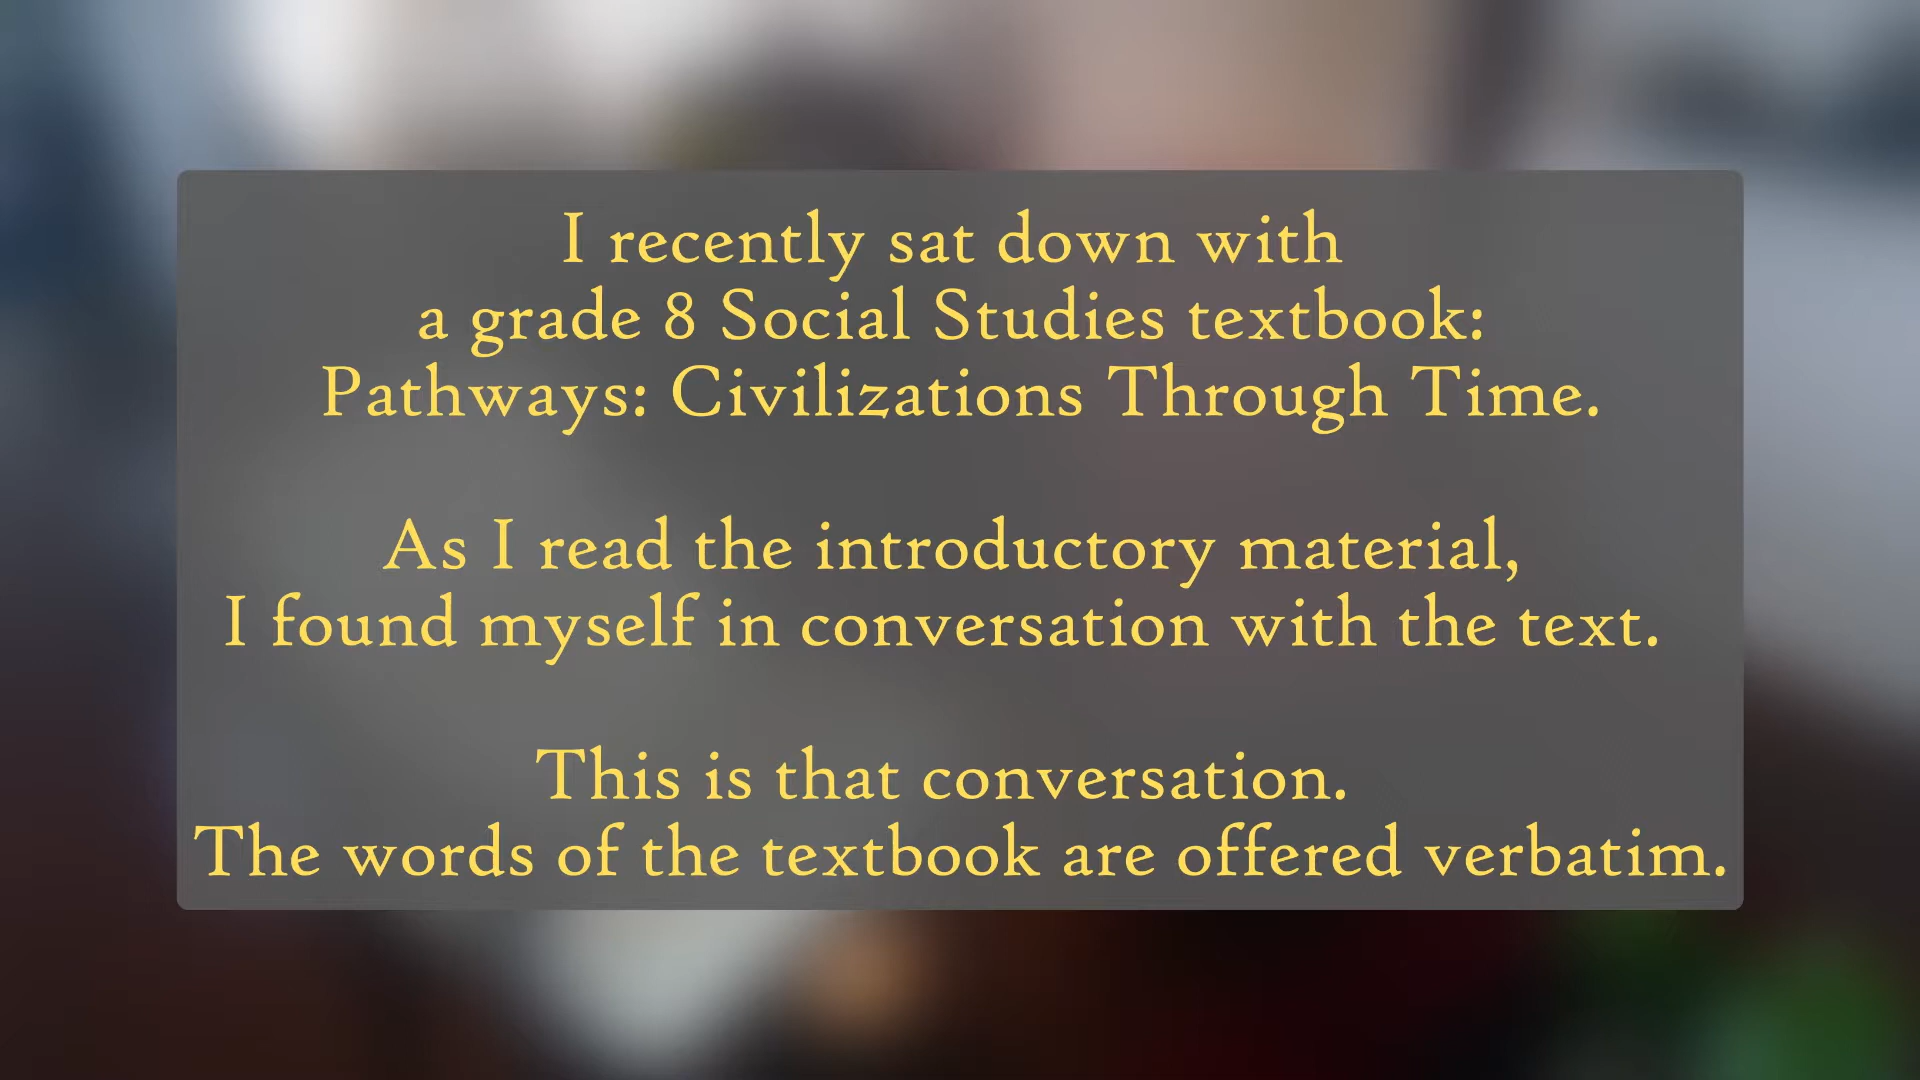 I recently sat down with
a grade 8 Social Studies textbook:
Pathways: Civilizations Through Time.
As I read the introductory material,
I found myself in conversation with the text.
This is that conversation.
The words of the textbook are offered verbatim.